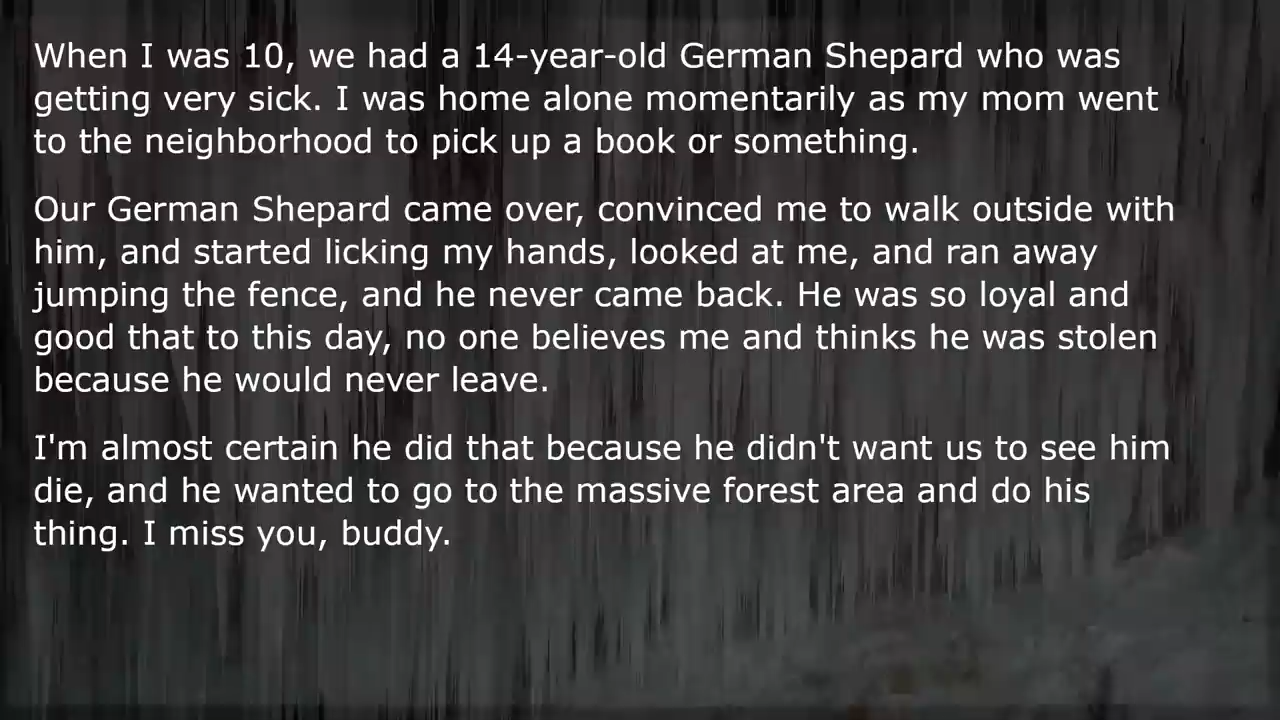 When I was 10, we had a 14-year-old German Shepard who was
getting very sick. I was home alone momentarily as my mom went
to the neighborhood to pick up a book or something.
Our German Shepard came over, convinced me to walk outside with
him, and started licking my hands, looked at me, and ran away
jumping the fence, and he never came back. He was so loyal and
good that to this day, no one believes me and thinks he was stolen
because he would never leave.
I'm almost certain he did that because he didn't want us to see him
die, and he wanted to go to the massive forest area and do his
thing. I miss you, buddy.